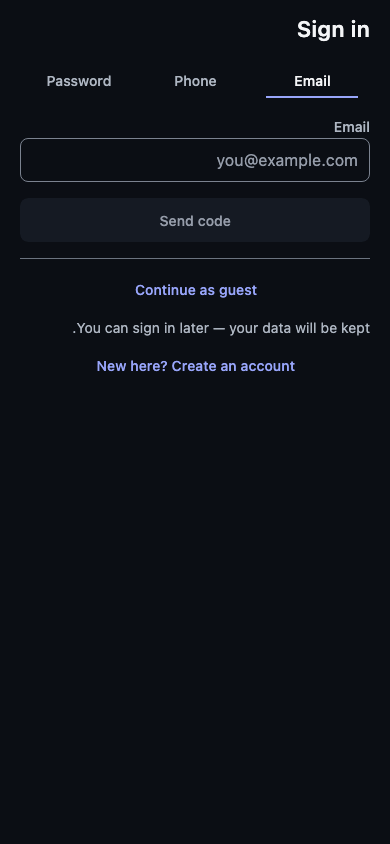 Sign in
Email
Phone
Password
Email
you@example.com
Send code
Continue as guest
You can sign in later — your data will be kept.
New here? Create an account